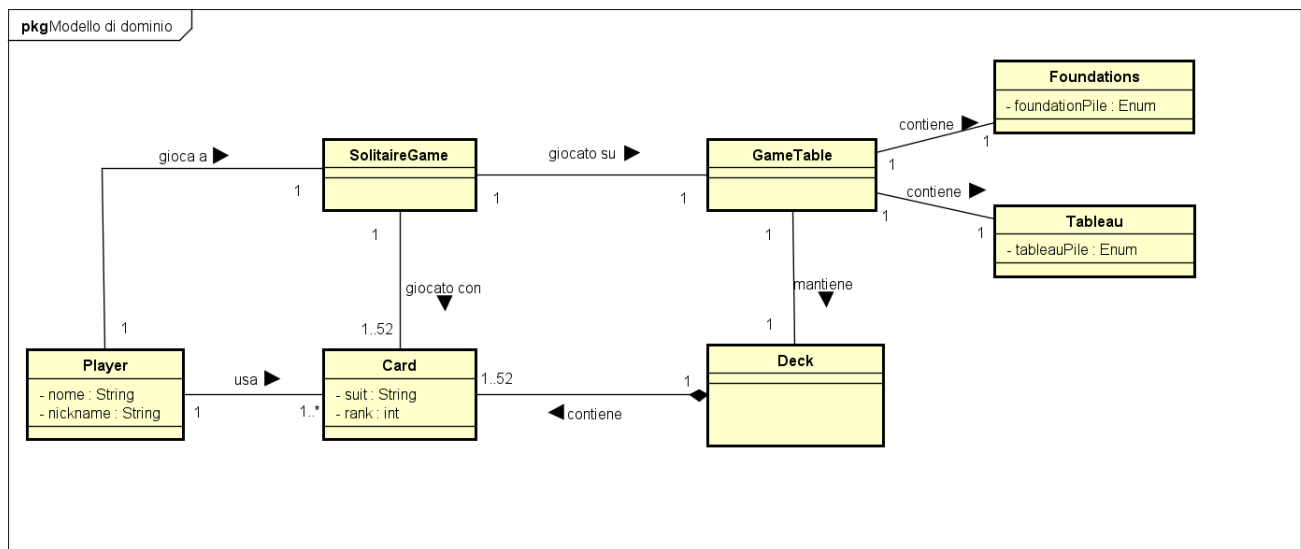 pkg Modello di dominio
Foundations
- foundationPile : Enum
contiene
1
1
SolitaireGame
gioca a
1
giocato su
1
1
GameTable
contiene
1
1
Tableau
- tableauPile : Enum
1
giocato con
1..52
1
mantiene
1
1
Player
- nome : String
- nickname : String
usa
1
1..*
Card
- suit : String
- rank : int
1..52
1
contiene
Deck